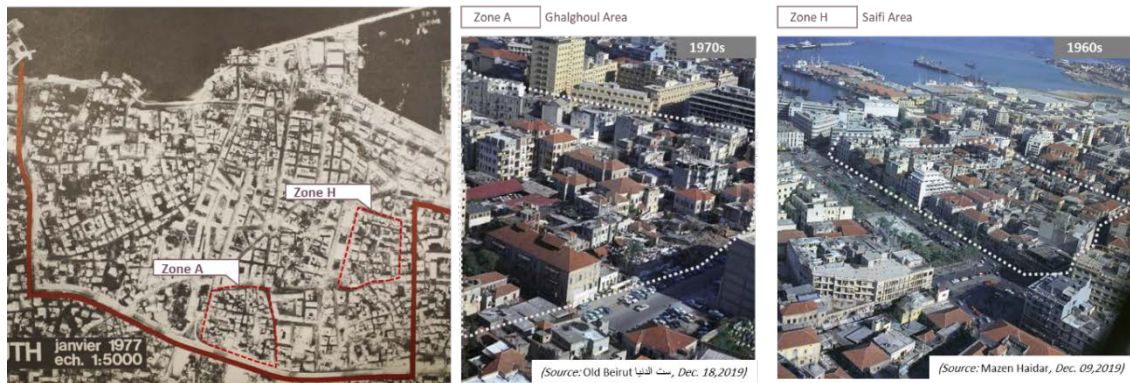 Zone H
Zone A
UTH
janvier 1977
ech. 1:5000
Zone A
Ghalghoul Area
1970s
(Source: Old Beirut ست الدنيا, Dec. 18,2019)
Zone H
Saifi Area
1960s
(Source: Mazen Haidar, Dec. 09,2019)